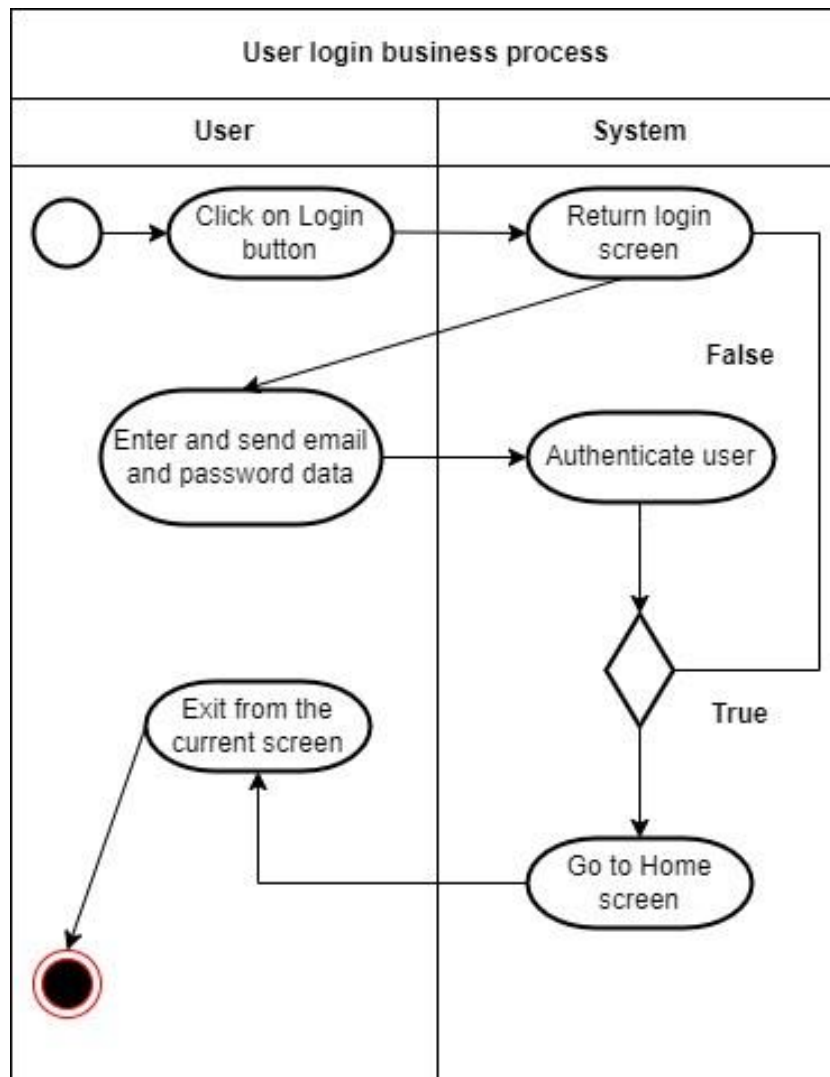 User login business process
User
System
Click on Login
button
Return login
screen
False
Enter and send email
and password data
Authenticate user
Exit from the
current screen
True
Go to Home
screen